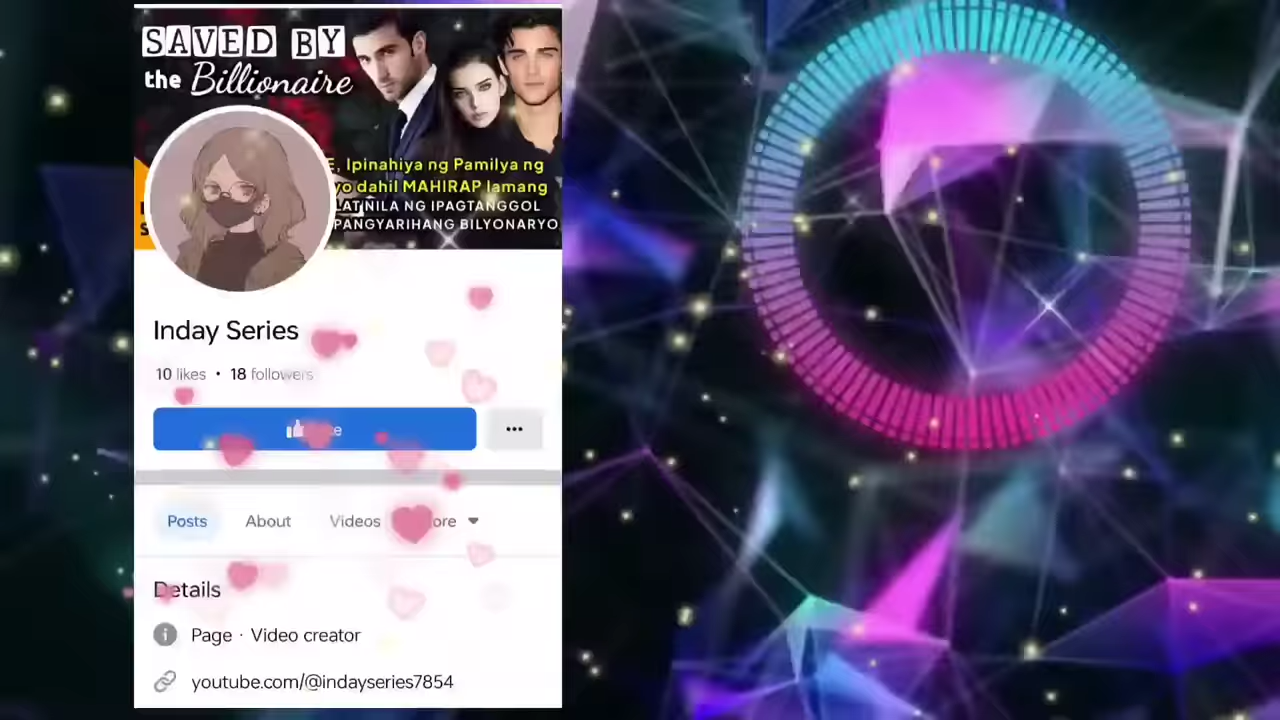 SAVED BY
the Billionaire
E, Ipinahiya ng Pamilya ng
yo dahil MAHIRAP lamang
NILA NG IPAGTANGGOL
PANGYARIHANG BILYONARYO
Inday Series
10 likes • 18 followers
•••
Posts About Videos
Details
Page · Video creator
youtube.com/@indayseries7854